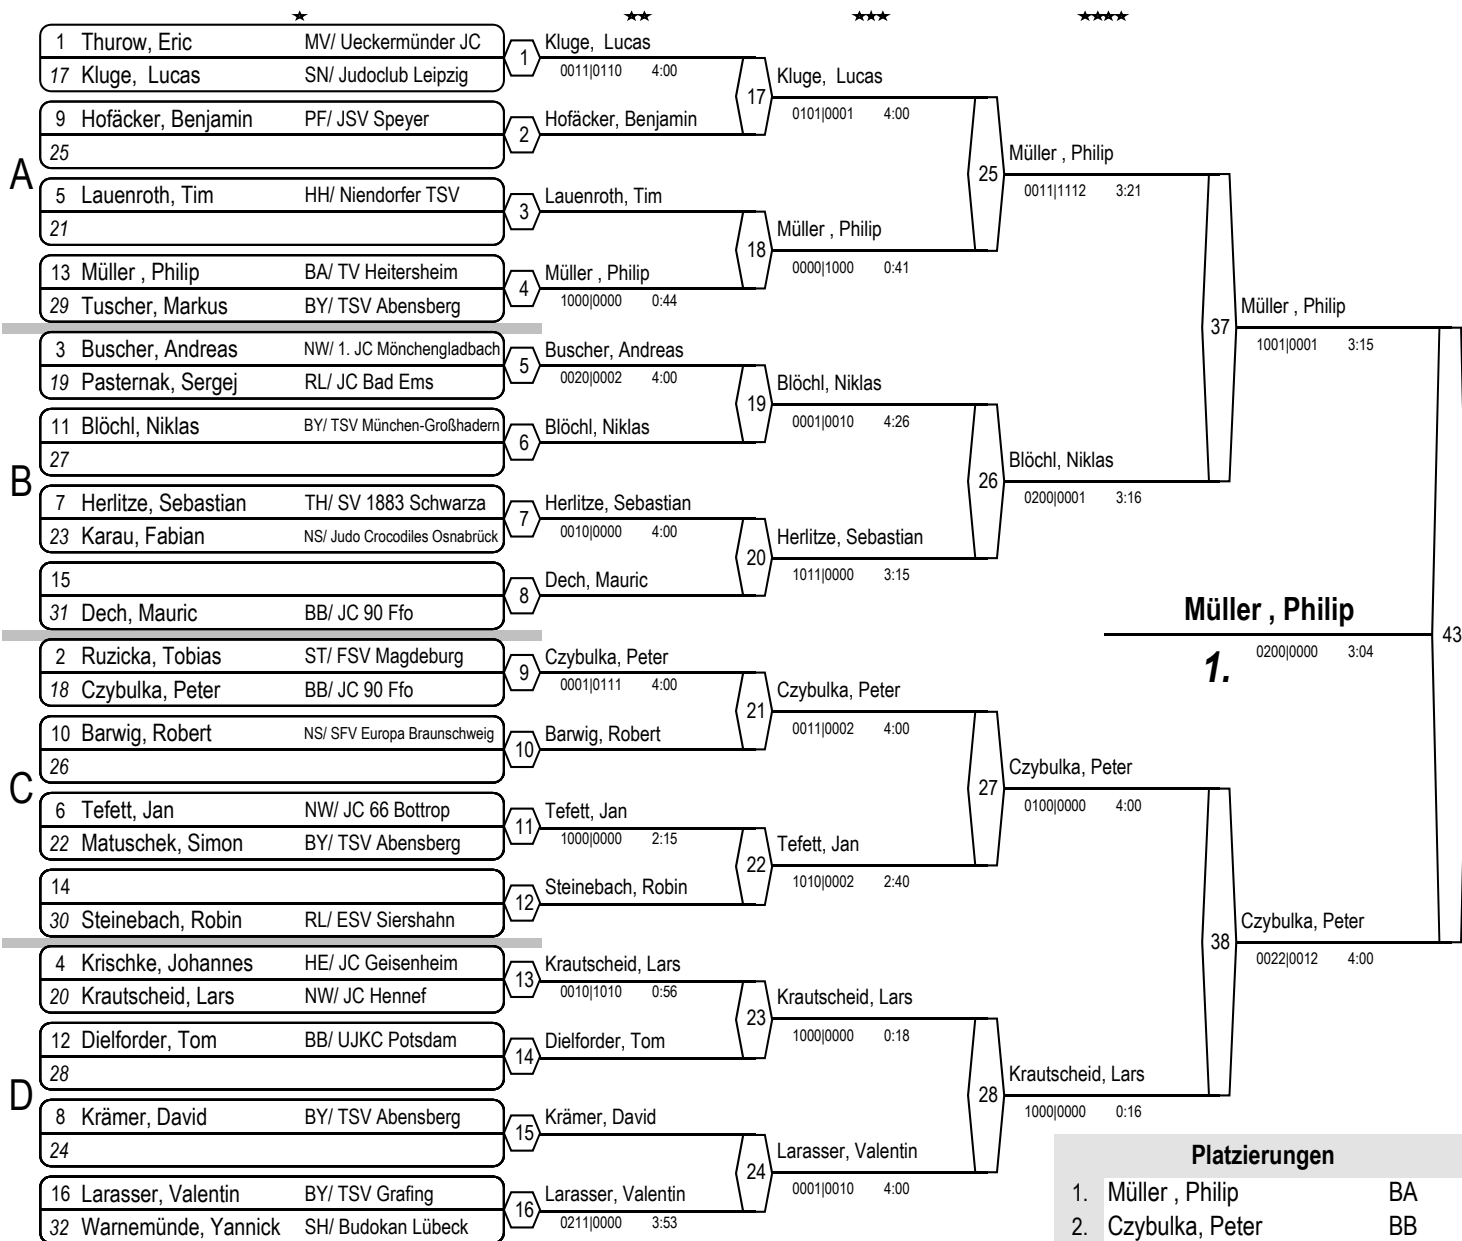 A
1 Thurow, Eric MV/ Ueckermünder JC
17 Kluge, Lucas SN/ Judoclub Leipzig
9 Hofäcker, Benjamin PF/ JSV Speyer
25
5 Lauenroth, Tim HH/ Niendorfer TSV
21
13 Müller , Philip BA/ TV Heitersheim
29 Tuscher, Markus BY/ TSV Abensberg
B
3 Buscher, Andreas NW/ 1. JC Mönchengladbach
19 Pasternak, Sergej RL/ JC Bad Ems
11 Blöchl, Niklas BY/ TSV München-Großhadern
27
7 Herlitze, Sebastian TH/ SV 1883 Schwarza
23 Karau, Fabian NS/ Judo Crocodiles Osnabrück
15
31 Dech, Mauric BB/ JC 90 Ffo
C
2 Ruzicka, Tobias ST/ FSV Magdeburg
18 Czybulka, Peter BB/ JC 90 Ffo
10 Barwig, Robert NS/ SFV Europa Braunschweig
26
6 Tefett, Jan NW/ JC 66 Bottrop
22 Matuschek, Simon BY/ TSV Abensberg
14
30 Steinebach, Robin RL/ ESV Siershahn
D
4 Krischke, Johannes HE/ JC Geisenheim
20 Krautscheid, Lars NW/ JC Hennef
12 Dielforder, Tom BB/ UJKC Potsdam
28
8 Krämer, David BY/ TSV Abensberg
24
16 Larasser, Valentin BY/ TSV Grafing
32 Warnemünde, Yannick SH/ Budokan Lübeck
1 Kluge, Lucas
0011|0110 4:00
2 Hofäcker, Benjamin
3 Lauenroth, Tim
4 Müller , Philip
1000|0000 0:44
5 Buscher, Andreas
0020|0002 4:00
6 Blöchl, Niklas
7 Herlitze, Sebastian
0010|0000 4:00
8 Dech, Mauric
9 Czybulka, Peter
0001|0111 4:00
10 Barwig, Robert
11 Tefett, Jan
1000|0000 2:15
12 Steinebach, Robin
13 Krautscheid, Lars
0010|1010 0:56
14 Dielforder, Tom
15 Krämer, David
16 Larasser, Valentin
0211|0000 3:53
17 Kluge, Lucas
0101|0001 4:00
18 Müller , Philip
0000|1000 0:41
19 Blöchl, Niklas
0001|0010 4:26
20 Herlitze, Sebastian
1011|0000 3:15
21 Czybulka, Peter
0011|0002 4:00
22 Tefett, Jan
1010|0002 2:40
23 Krautscheid, Lars
1000|0000 0:18
24 Larasser, Valentin
0001|0010 4:00
25 Müller , Philip
0011|1112 3:21
26 Blöchl, Niklas
0200|0001 3:16
27 Czybulka, Peter
0100|0000 4:00
28 Krautscheid, Lars
1000|0000 0:16
37 Müller , Philip
1001|0001 3:15
38 Czybulka, Peter
0022|0012 4:00
Müller , Philip
43
1. 0200|0000 3:04
Platzierungen
1. Müller , Philip BA
2. Czybulka, Peter BB